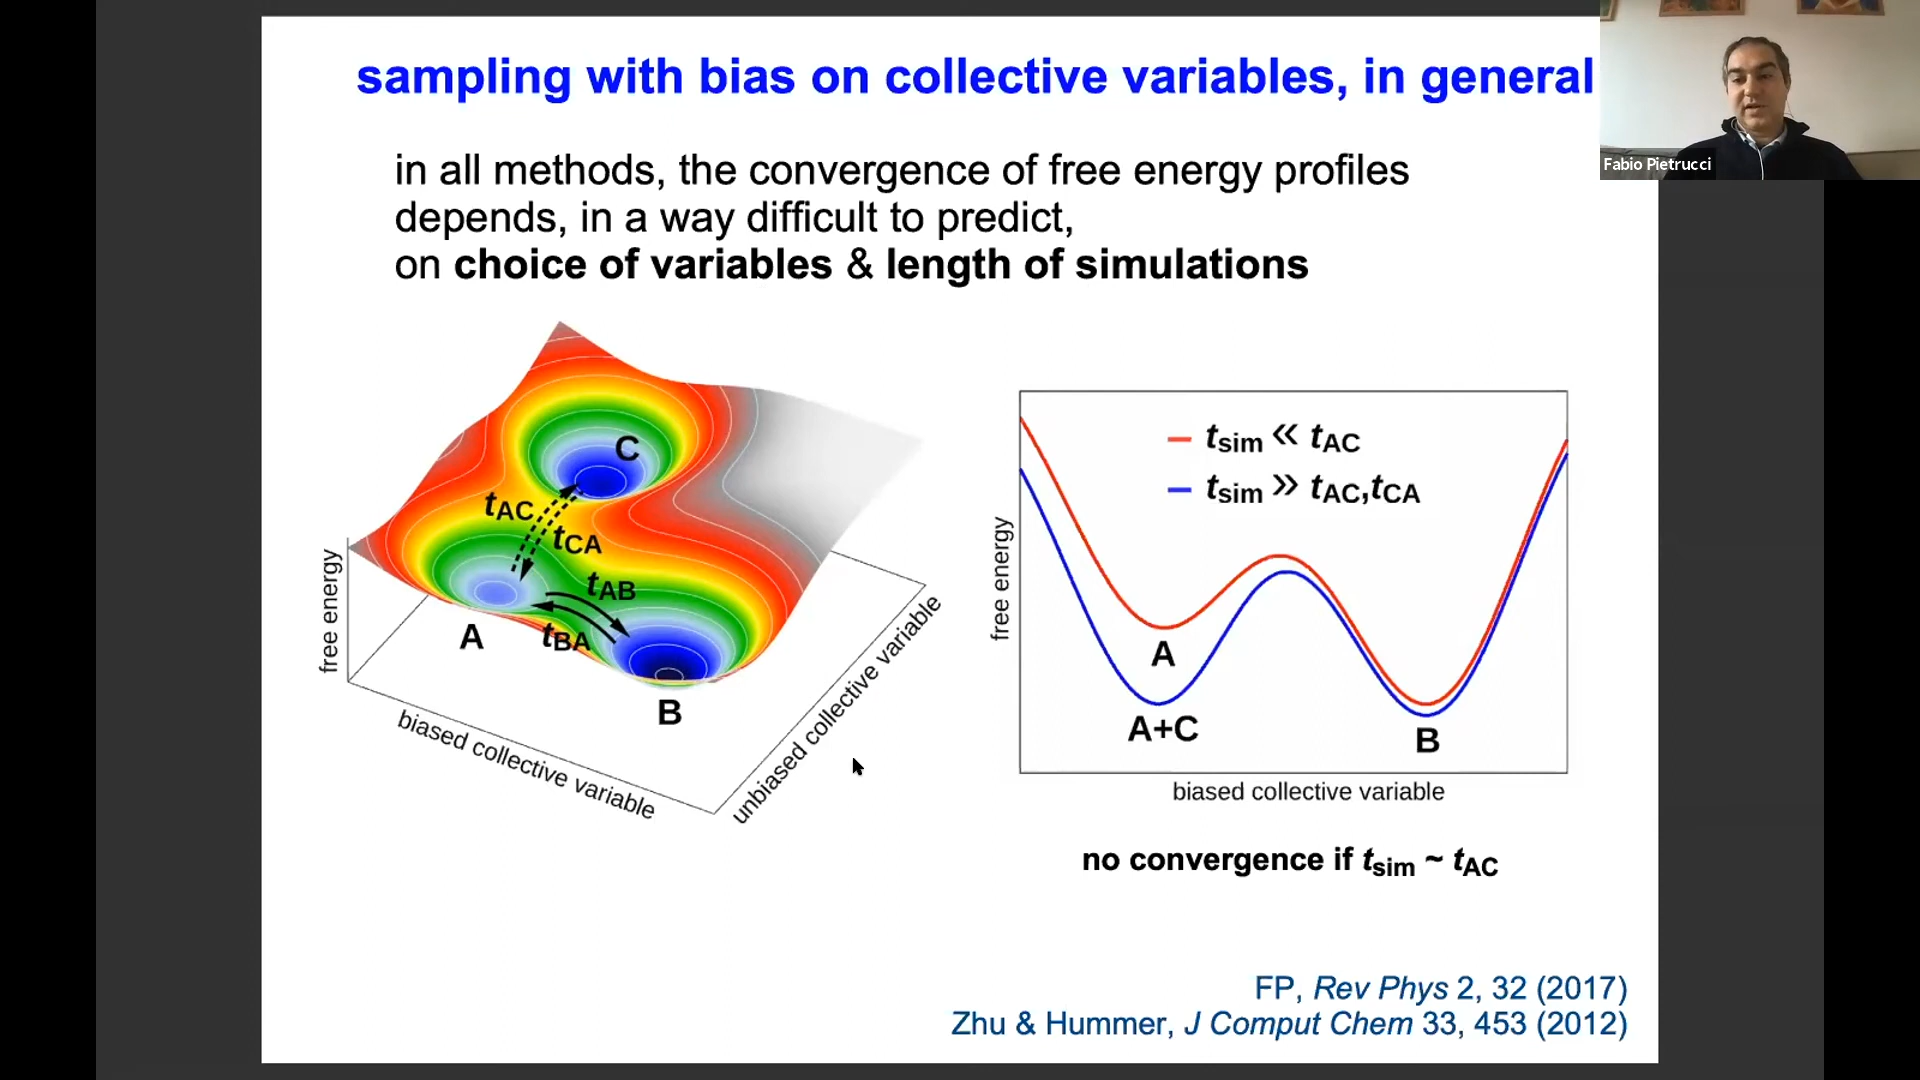 sampling with bias on collective variables, in general
Fabio Pietrucci
in all methods, the convergence of free energy profiles
depends, in a way difficult to predict,
on choice of variables & length of simulations
C
tAC
tCA
tAB
tBA
A
B
free energy
biased collective variable
unbiased collective variable
tsim << tAC
tsim >> tAC,tCA
free energy
A
A+C
B
biased collective variable
no convergence if tsim ~ tAC
FP, Rev Phys 2, 32 (2017)
Zhu & Hummer, J Comput Chem 33, 453 (2012)